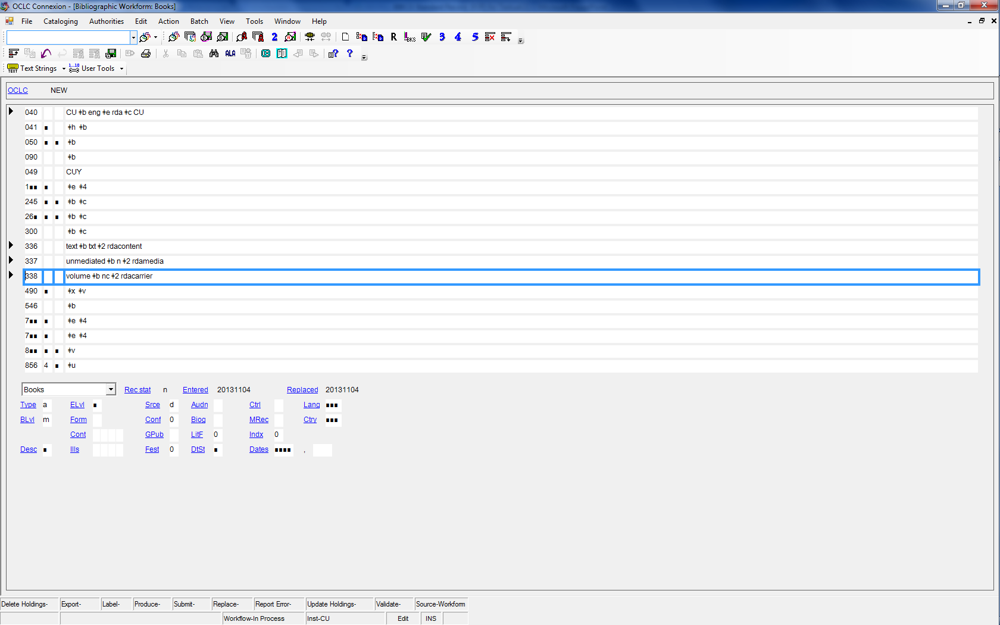 OCLC Connexion - [Bibliographic Workform: Books]
File Cataloging Authorities Edit Action Batch View Tools Window Help
2 R BKS 3 4 5
ALA
TEXT Text Strings 1...10 User Tools
OCLC NEW
040 CU ǂb eng ǂe rda ǂc CU
041 ■ ǂh ǂb
050 ■ ■ ǂb
090 ǂb
049 CUY
1■■ ■ ǂe ǂ4
245 ■ ■ ǂb ǂc
26■ ■ ■ ǂb ǂc
300 ǂb ǂc
336 text ǂb txt ǂ2 rdacontent
337 unmediated ǂb n ǂ2 rdamedia
338 volume ǂb nc ǂ2 rdacarrier
490 ■ ǂx ǂv
546 ǂb
7■■ ■ ǂe ǂ4
7■■ ■ ǂe ǂ4
8■■ ■ ■ ǂv
856 4 ■ ǂu
Books Rec stat n Entered 20131104 Replaced 20131104
Type a ELvl ■ Srce d Audn Ctrl Lang ■■■
BLvl m Form Conf 0 Biog MRec Ctry ■■■
Cont GPub LitF 0 Indx 0
Desc ■ Ills Fest 0 DtSt ■ Dates ■■■■ ,
Delete Holdings- Export- Label- Produce- Submit- Replace- Report Error- Update Holdings- Validate- Source-Workform
Workflow-In Process Inst-CU Edit INS